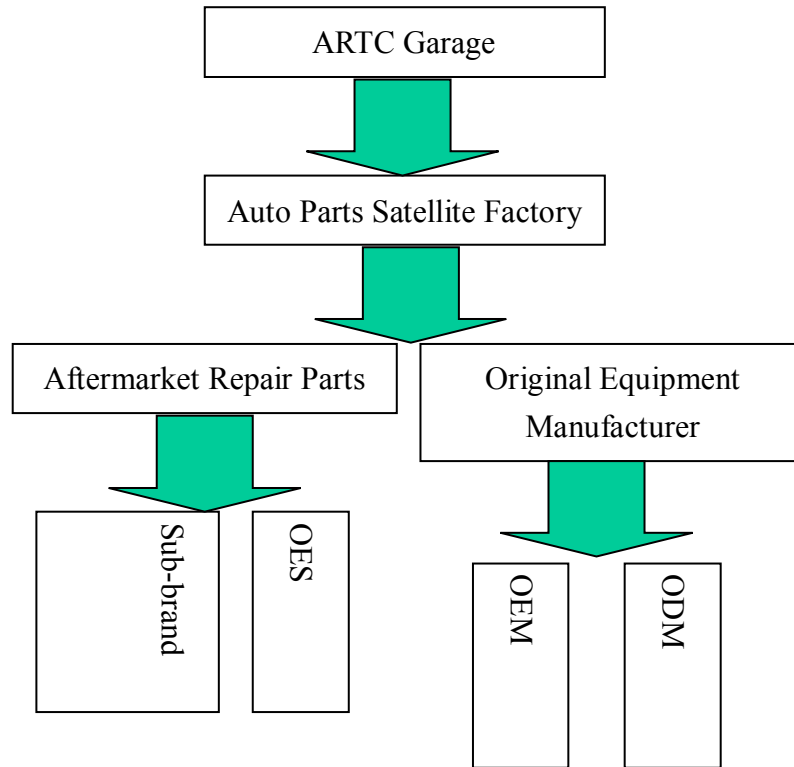 ARTC Garage
Auto Parts Satellite Factory
Aftermarket Repair Parts
Original Equipment
Manufacturer
Sub-brand
OES
OEM
ODM